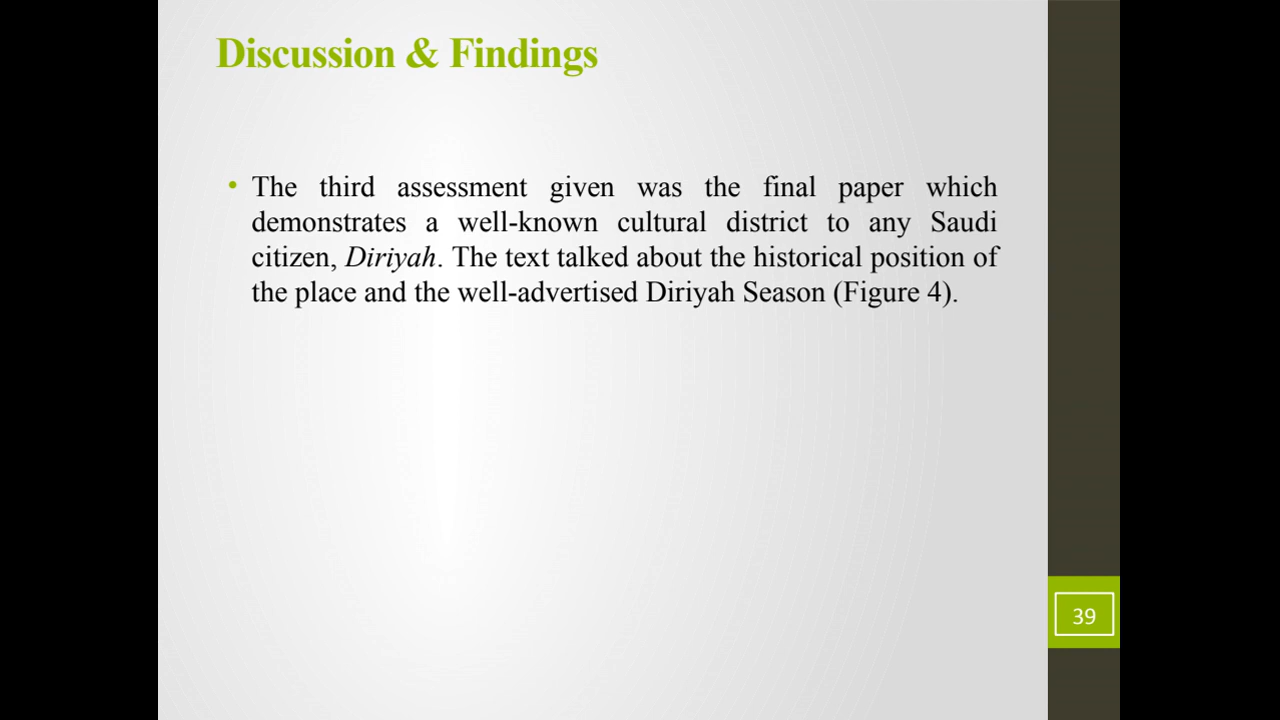 Discussion & Findings
• The third assessment given was the final paper which
demonstrates a well-known cultural district to any Saudi
citizen, Diriyah. The text talked about the historical position of
the place and the well-advertised Diriyah Season (Figure 4).
39